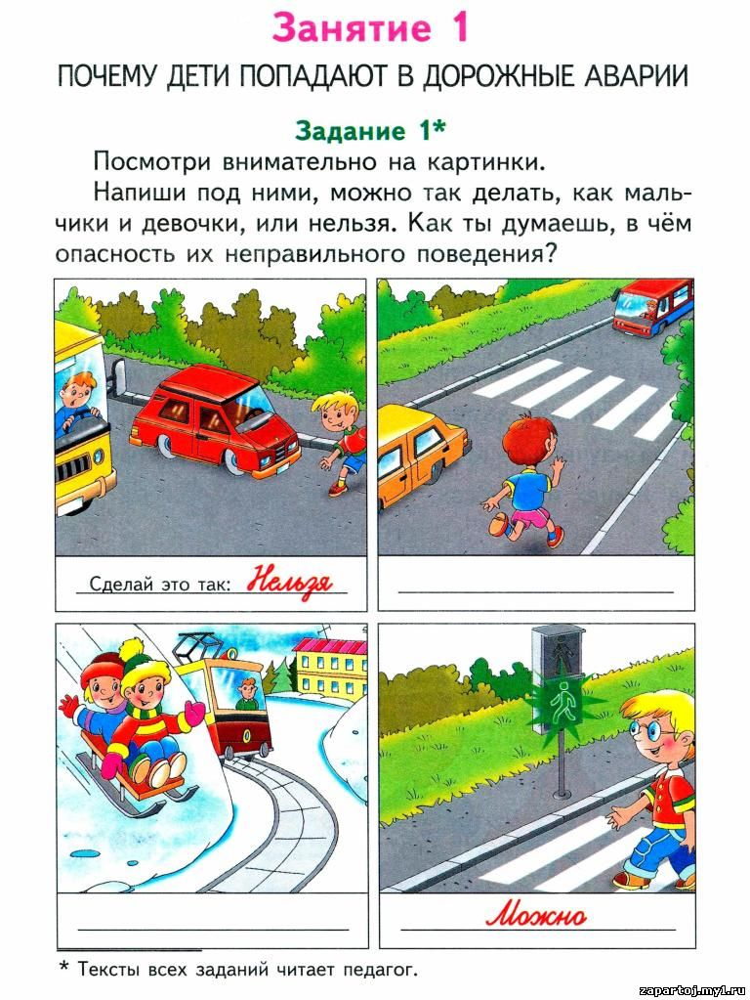 Занятие 1
ПОЧЕМУ ДЕТИ ПОПАДАЮТ В ДОРОЖНЫЕ АВАРИИ
Задание 1*
Посмотри внимательно на картинки.
Напиши под ними, можно так делать, как маль-
чики и девочки, или нельзя. Как ты думаешь, в чём
опасность их неправильного поведения?
Сделай это так: Нельзя
Можно
* Тексты всех заданий читает педагог.
zapartoj.my1.ru